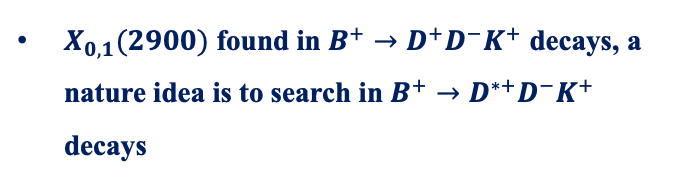 • X₀,₁(2900) found in B⁺ → D⁺D⁻K⁺ decays, a
nature idea is to search in B⁺ → D*⁺D⁻K⁺
decays